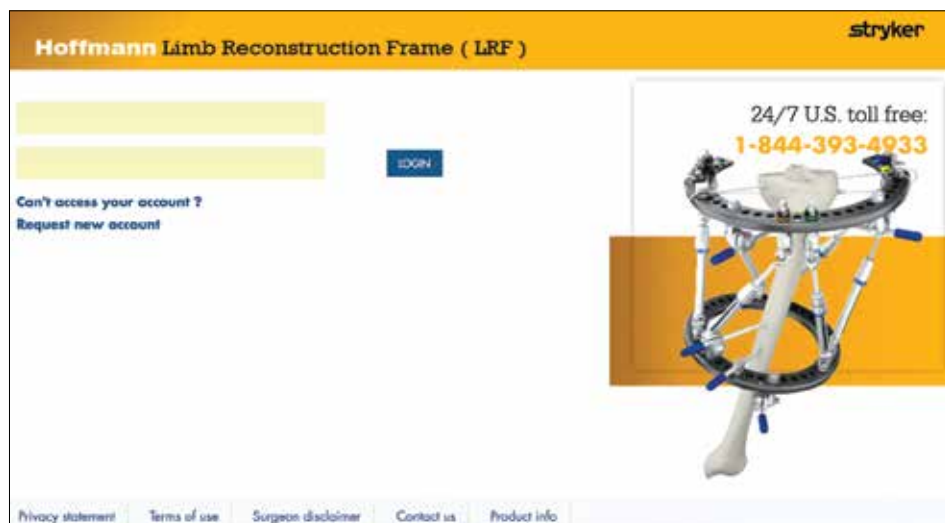 stryker
Hoffmann Limb Reconstruction Frame ( LRF )
24/7 U.S. toll free:
1-844-393-4933
LOGIN
Can't access your account ?
Request new account
Privacy statement Terms of use Surgeon disclaimer Contact us Product info